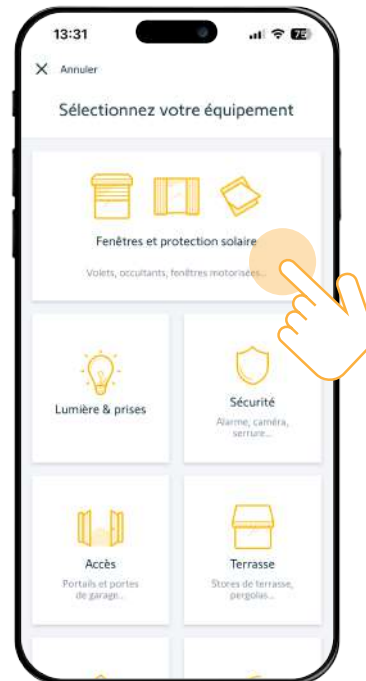 13:31
75
Annuler
Sélectionnez votre équipement
Fenêtres et protection solaire
Volets, occultants, fenêtres motorisées...
Lumière & prises
Sécurité
Alarme, caméra,
serrure...
Accès
Portails et portes
de garage...
Terrasse
Stores de terrasse,
pergolas...